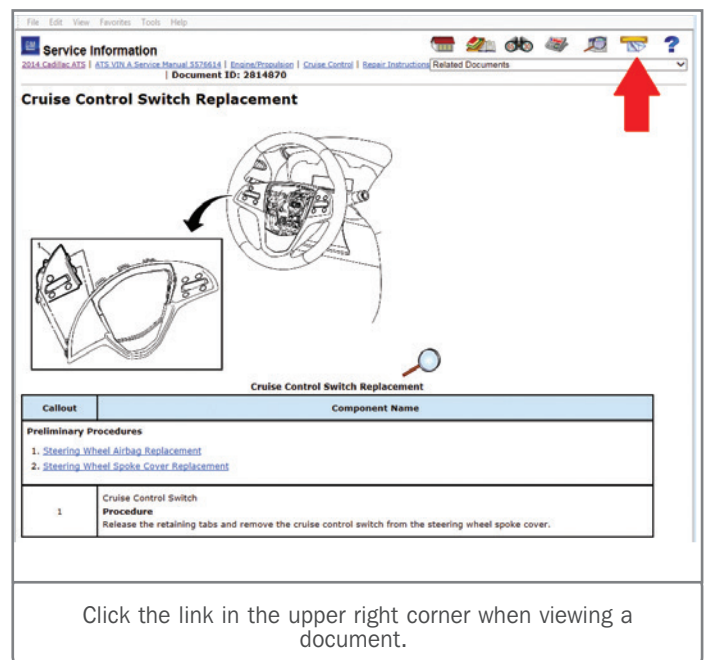 File Edit View Favorites Tools Help
Service Information
2014 Cadillac ATS | ATS VIN A Service Manual 5576614 | Engine/Propulsion | Cruise Control | Repair Instructions
Related Documents
| Document ID: 2814870
Cruise Control Switch Replacement
1
Cruise Control Switch Replacement
Callout Component Name
Preliminary Procedures
1. Steering Wheel Airbag Replacement
2. Steering Wheel Spoke Cover Replacement
1
Cruise Control Switch
Procedure
Release the retaining tabs and remove the cruise control switch from the steering wheel spoke cover.
Click the link in the upper right corner when viewing a
document.